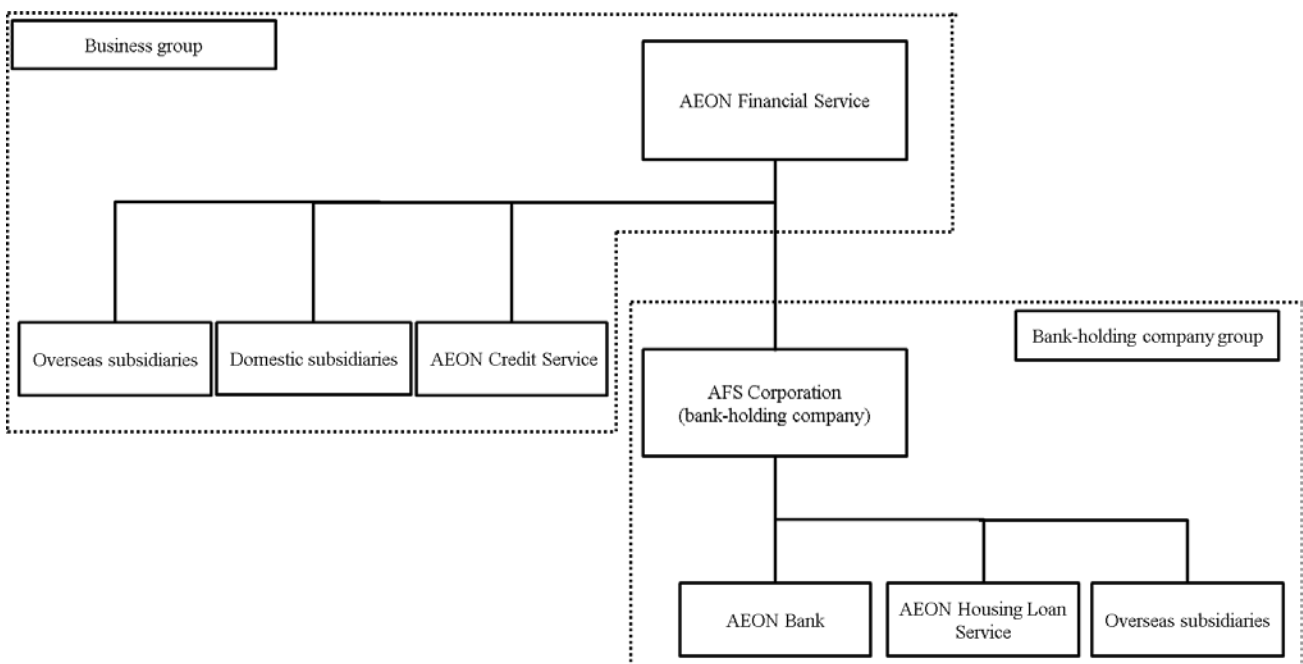 Business group
AEON Financial Service
Overseas subsidiaries
Domestic subsidiaries
AEON Credit Service
Bank-holding company group
AFS Corporation
(bank-holding company)
AEON Bank
AEON Housing Loan
Service
Overseas subsidiaries